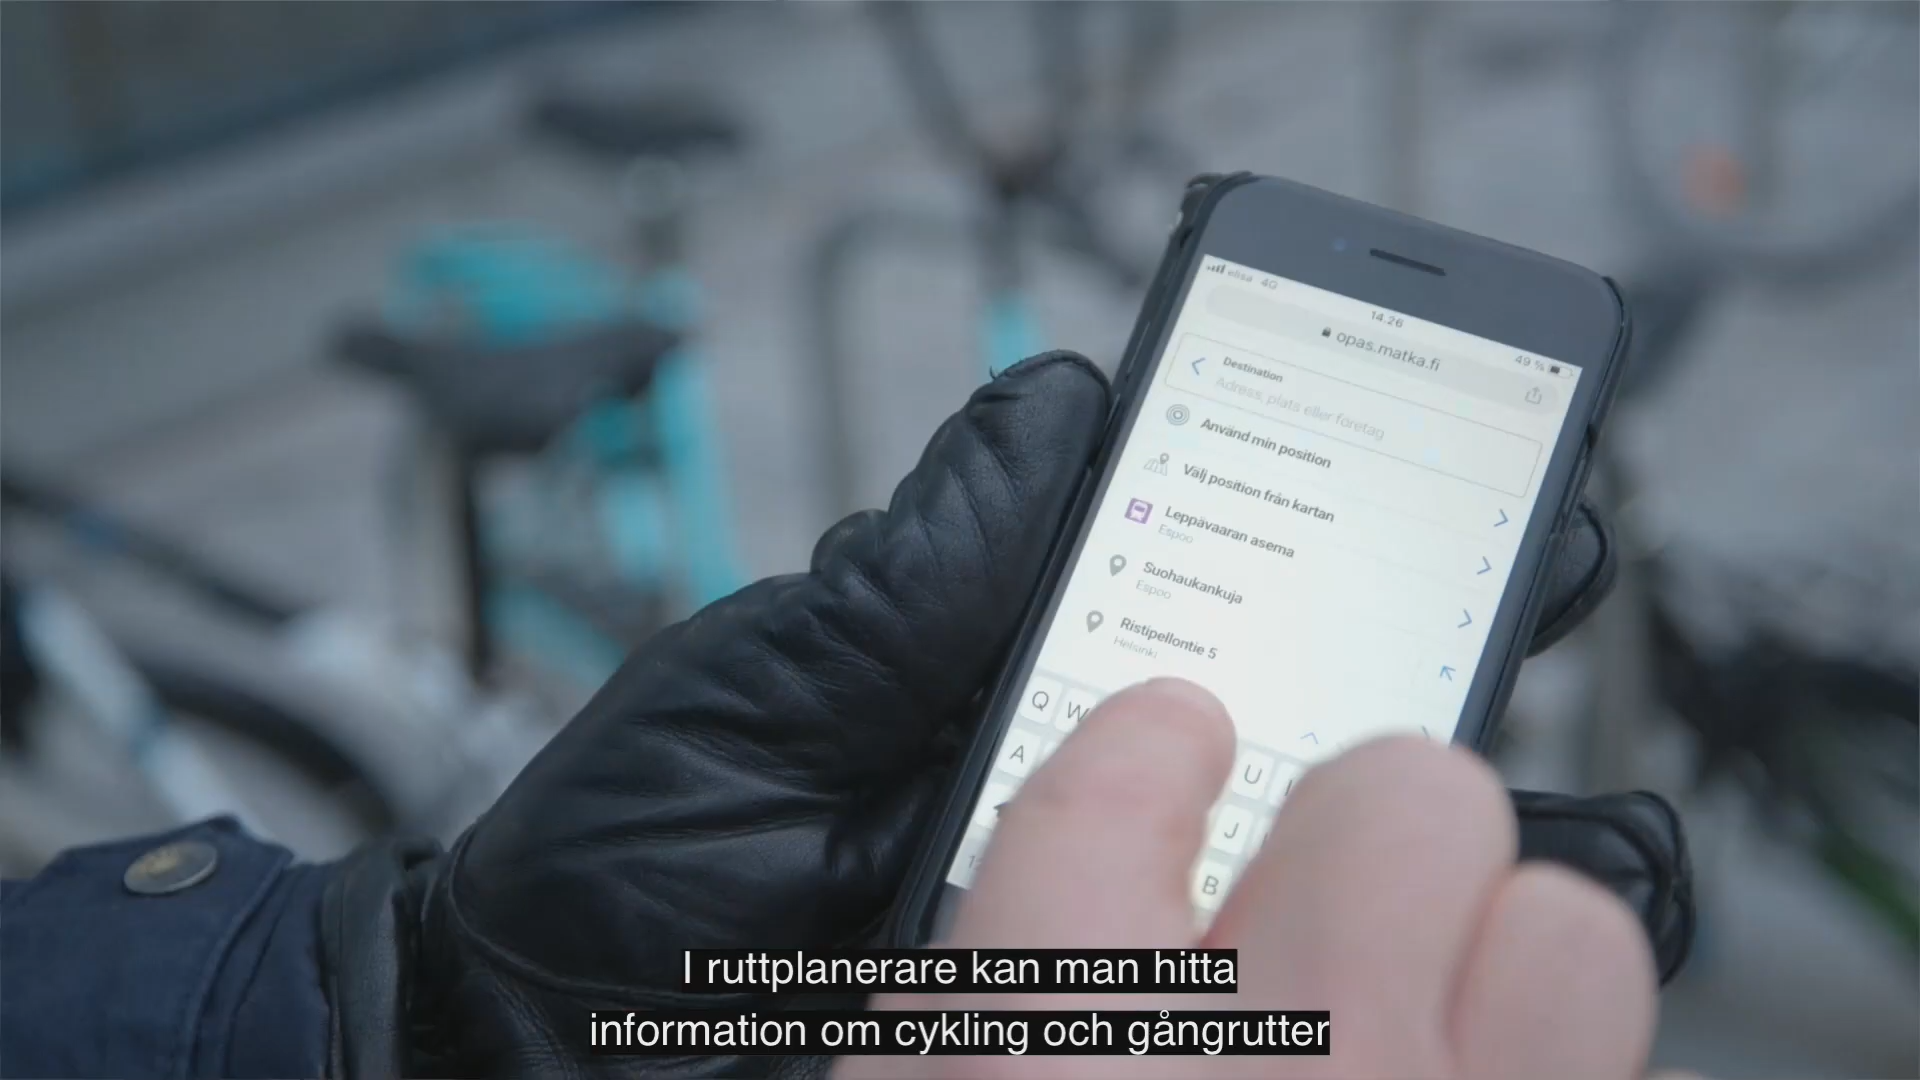 elisa 4G
14.26
49 %
opas.matka.fi
Destination
Adress, plats eller företag
Använd min position
Välj position från kartan
Leppävaaran asema
Espoo
Suohaukankuja
Espoo
Ristipellontie 5
Helsinki
Q W
A
U I
J
B
I ruttplanerare kan man hitta
information om cykling och gångrutter